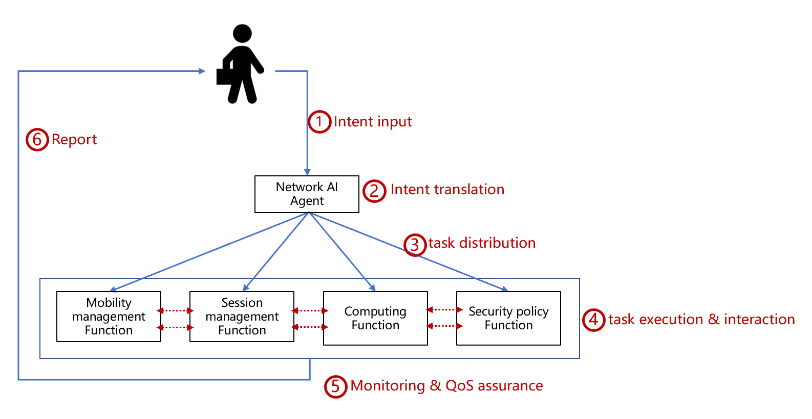 1 Intent input
6 Report
Network AI
Agent
2 Intent translation
3 task distribution
Mobility
management
Function
Session
management
Function
Computing
Function
Security policy
Function
4 task execution & interaction
5 Monitoring & QoS assurance